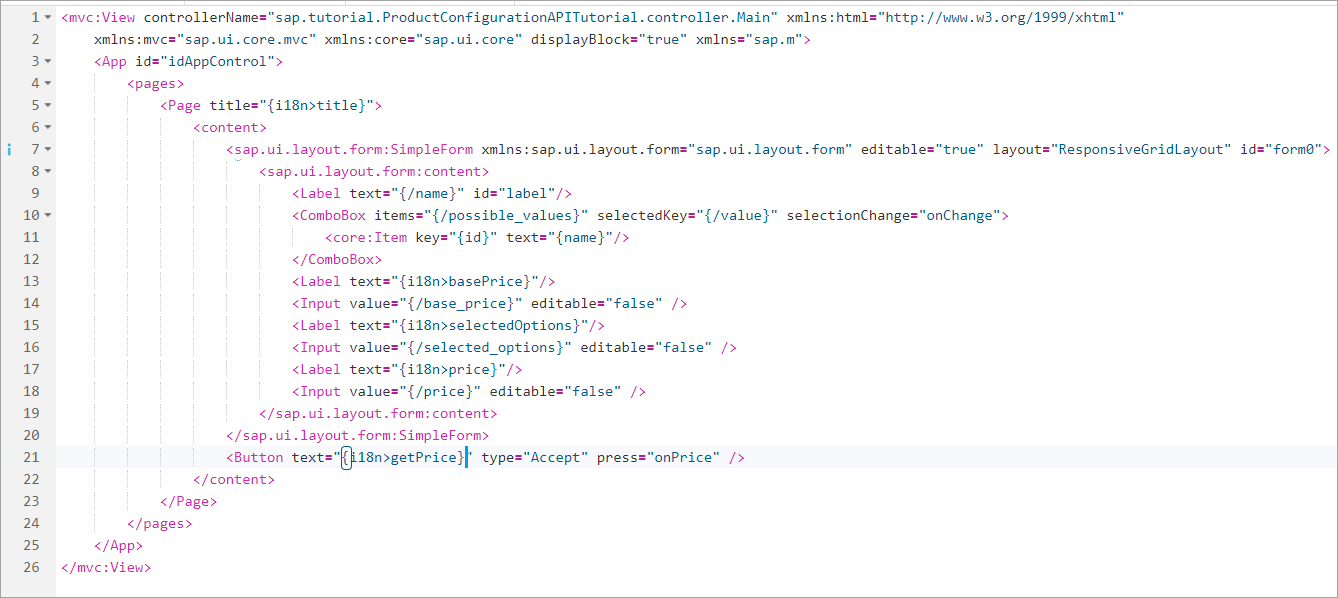 1 <mvc:View controllerName="sap.tutorial.ProductConfigurationAPITutorial.controller.Main" xmlns:html="http://www.w3.org/1999/xhtml"
2 xmlns:mvc="sap.ui.core.mvc" xmlns:core="sap.ui.core" displayBlock="true" xmlns="sap.m">
3 <App id="idAppControl">
4 <pages>
5 <Page title="{i18n>title}">
6 <content>
7 <sap.ui.layout.form:SimpleForm xmlns:sap.ui.layout.form="sap.ui.layout.form" editable="true" layout="ResponsiveGridLayout" id="form0">
8 <sap.ui.layout.form:content>
9 <Label text="{/name}" id="label"/>
10 <ComboBox items="{/possible_values}" selectedKey="{/value}" selectionChange="onChange">
11 <core:Item key="{id}" text="{name}"/>
12 </ComboBox>
13 <Label text="{i18n>basePrice}"/>
14 <Input value="{/base_price}" editable="false" />
15 <Label text="{i18n>selectedOptions}"/>
16 <Input value="{/selected_options}" editable="false" />
17 <Label text="{i18n>price}"/>
18 <Input value="{/price}" editable="false" />
19 </sap.ui.layout.form:content>
20 </sap.ui.layout.form:SimpleForm>
21 <Button text="{i18n>getPrice}" type="Accept" press="onPrice" />
22 </content>
23 </Page>
24 </pages>
25 </App>
26 </mvc:View>